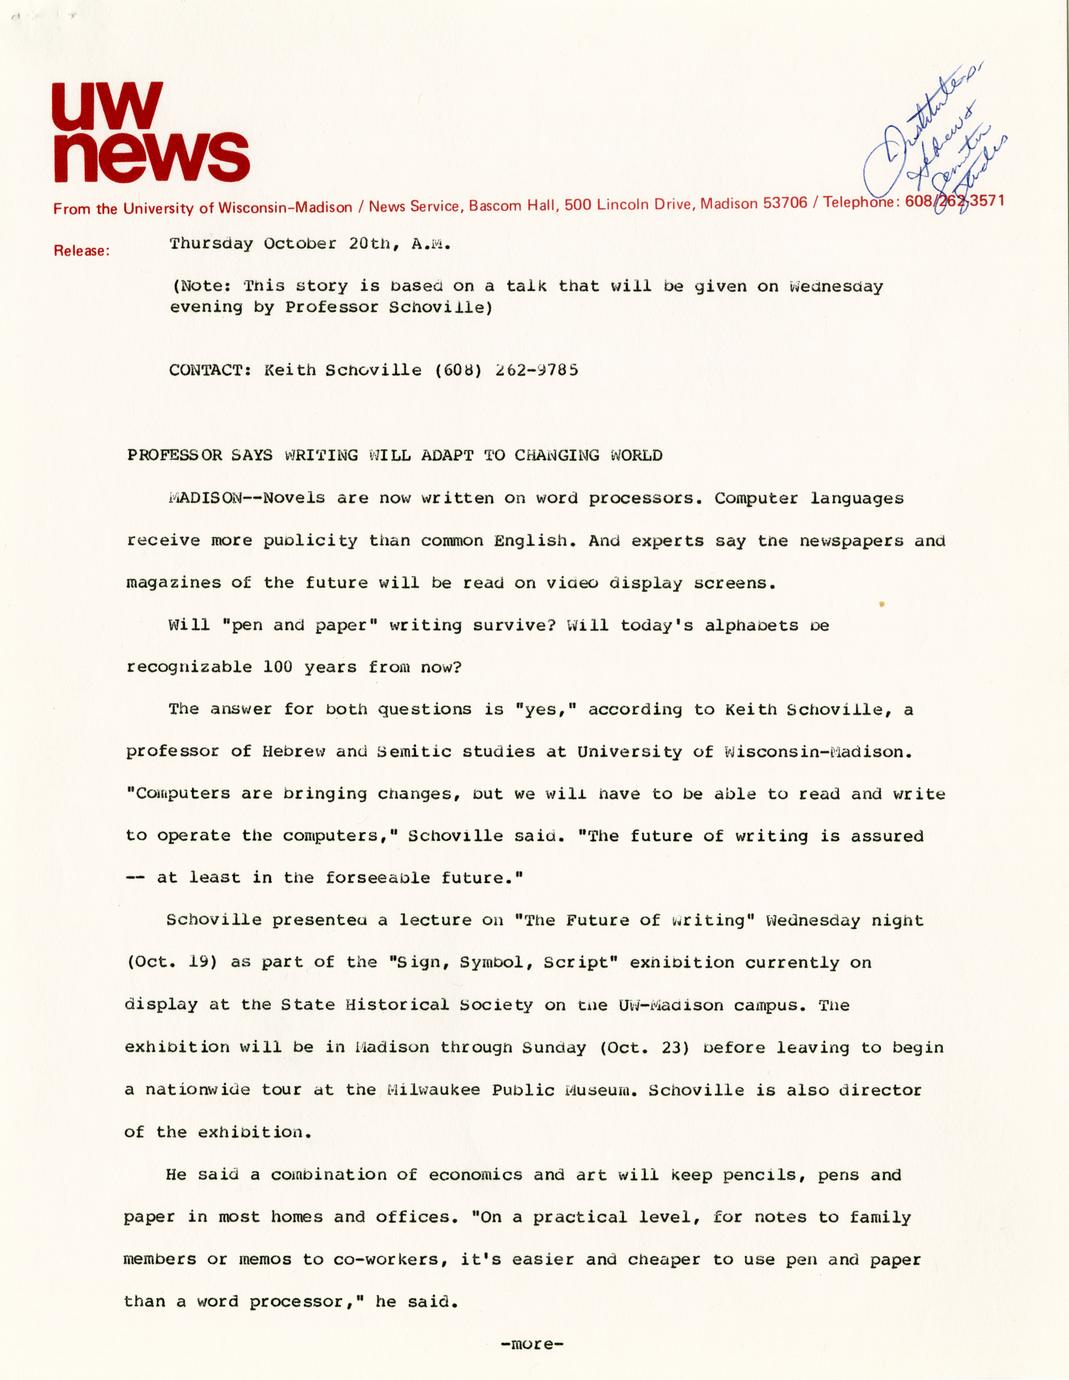 uw
news
Institutes-
Hebrew &
Semitic
Studies
From the University of Wisconsin-Madison / News Service, Bascom Hall, 500 Lincoln Drive, Madison 53706 / Telephone: 608/262-3571
Release: Thursday October 20th, A.M.
(Note: This story is based on a talk that will be given on Wednesday
evening by Professor Schoville)
CONTACT: Keith Schoville (608) 262-9785
PROFESSOR SAYS WRITING WILL ADAPT TO CHANGING WORLD
MADISON--Novels are now written on word processors. Computer languages
receive more publicity than common English. And experts say the newspapers and
magazines of the future will be read on video display screens.
Will "pen and paper" writing survive? Will today's alphabets be
recognizable 100 years from now?
The answer for both questions is "yes," according to Keith Schoville, a
professor of Hebrew and Semitic studies at University of Wisconsin-Madison.
"Computers are bringing changes, but we will have to be able to read and write
to operate the computers," Schoville said. "The future of writing is assured
-- at least in the forseeable future."
Schoville presented a lecture on "The Future of Writing" Wednesday night
(Oct. 19) as part of the "Sign, Symbol, Script" exhibition currently on
display at the State Historical Society on the UW-Madison campus. The
exhibition will be in Madison through Sunday (Oct. 23) before leaving to begin
a nationwide tour at the Milwaukee Public Museum. Schoville is also director
of the exhibition.
He said a combination of economics and art will keep pencils, pens and
paper in most homes and offices. "On a practical level, for notes to family
members or memos to co-workers, it's easier and cheaper to use pen and paper
than a word processor," he said.
-more-